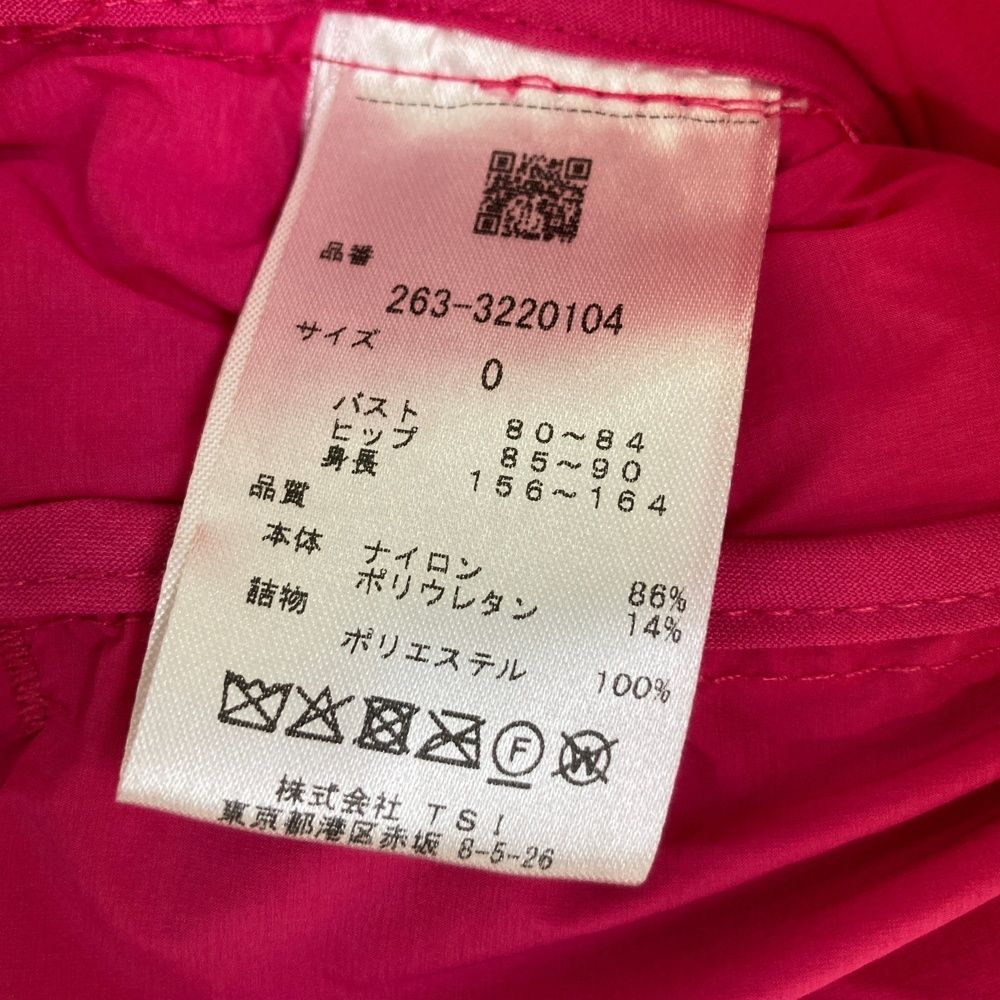 品番
263-3220104
サイズ
0
バスト 80～84
ヒップ 85～90
身長 156～164
品質
本体 ナイロン 86%
ポリウレタン 14%
詰物
ポリエステル 100%
F
W
株式会社 TSI
東京都港区赤坂 8-5-26